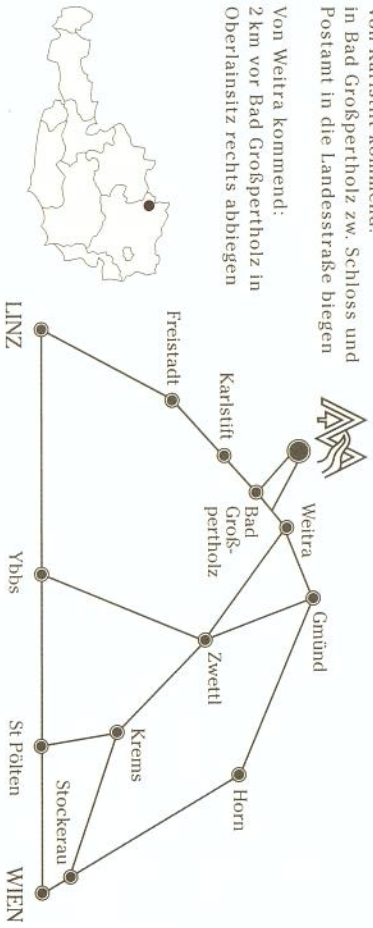 in Bad Großpertholz zw. Schloss und
Postamt in die Landesstraße biegen
Von Weitra kommend:
2 km vor Bad Großpertholz in
Oberlainsitz rechts abbiegen
LINZ
Freistadt
Karlstift
Bad
Groß-
pertholz
Weitra
Gmünd
Ybbs
Zwettl
Krems
St Pölten
Horn
Stockerau
WIEN